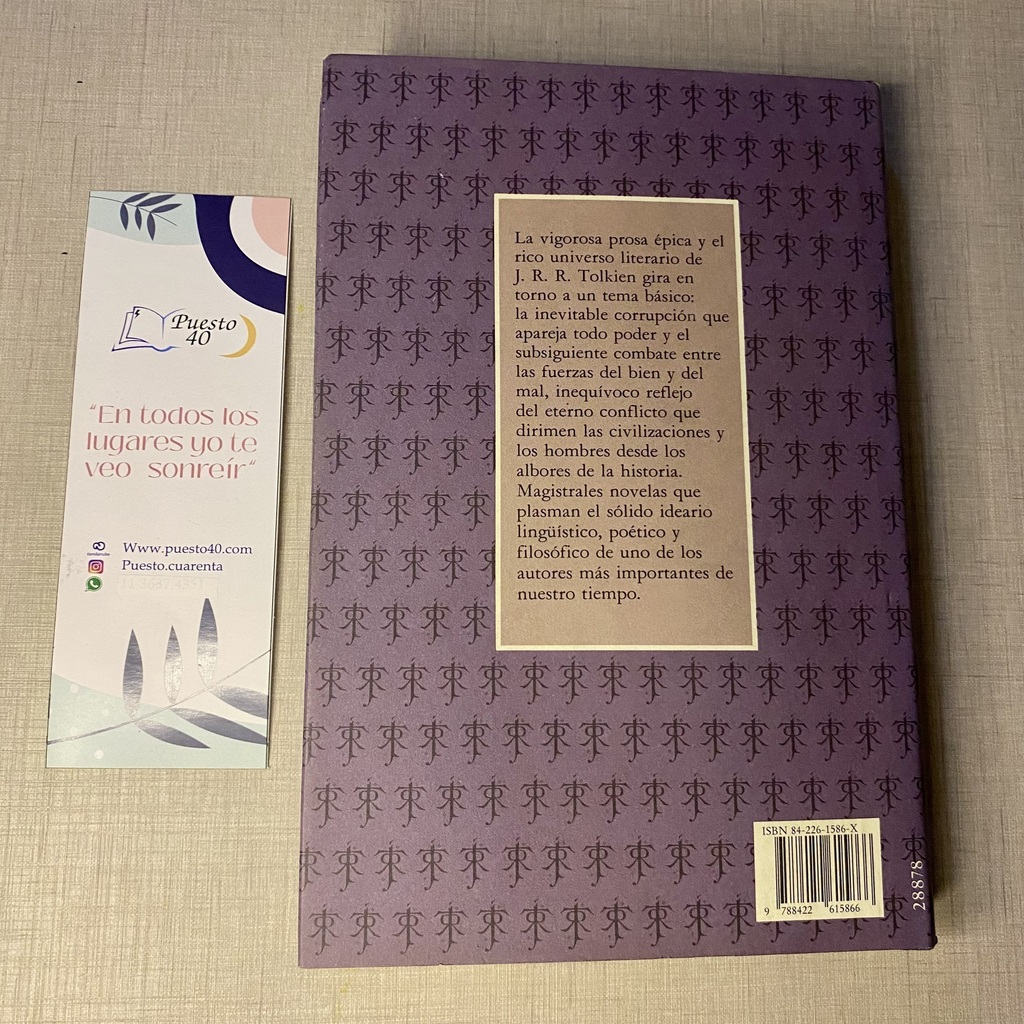 Puesto
40
“En todos los
lugares yo te
veo sonreír“
Www.puesto40.com
Puesto.cuarenta
La vigorosa prosa épica y el
rico universo literario de
J. R. R. Tolkien gira en
torno a un tema básico:
la inevitable corrupción que
apareja todo poder y el
subsiguiente combate entre
las fuerzas del bien y del
mal, inequívoco reflejo
del eterno conflicto que
dirimen las civilizaciones y
los hombres desde los
albores de la historia.
Magistrales novelas que
plasman el sólido ideario
lingüístico, poético y
filosófico de uno de los
autores más importantes de
nuestro tiempo.
ISBN 84-226-1586-X
9 788422 615866
28878